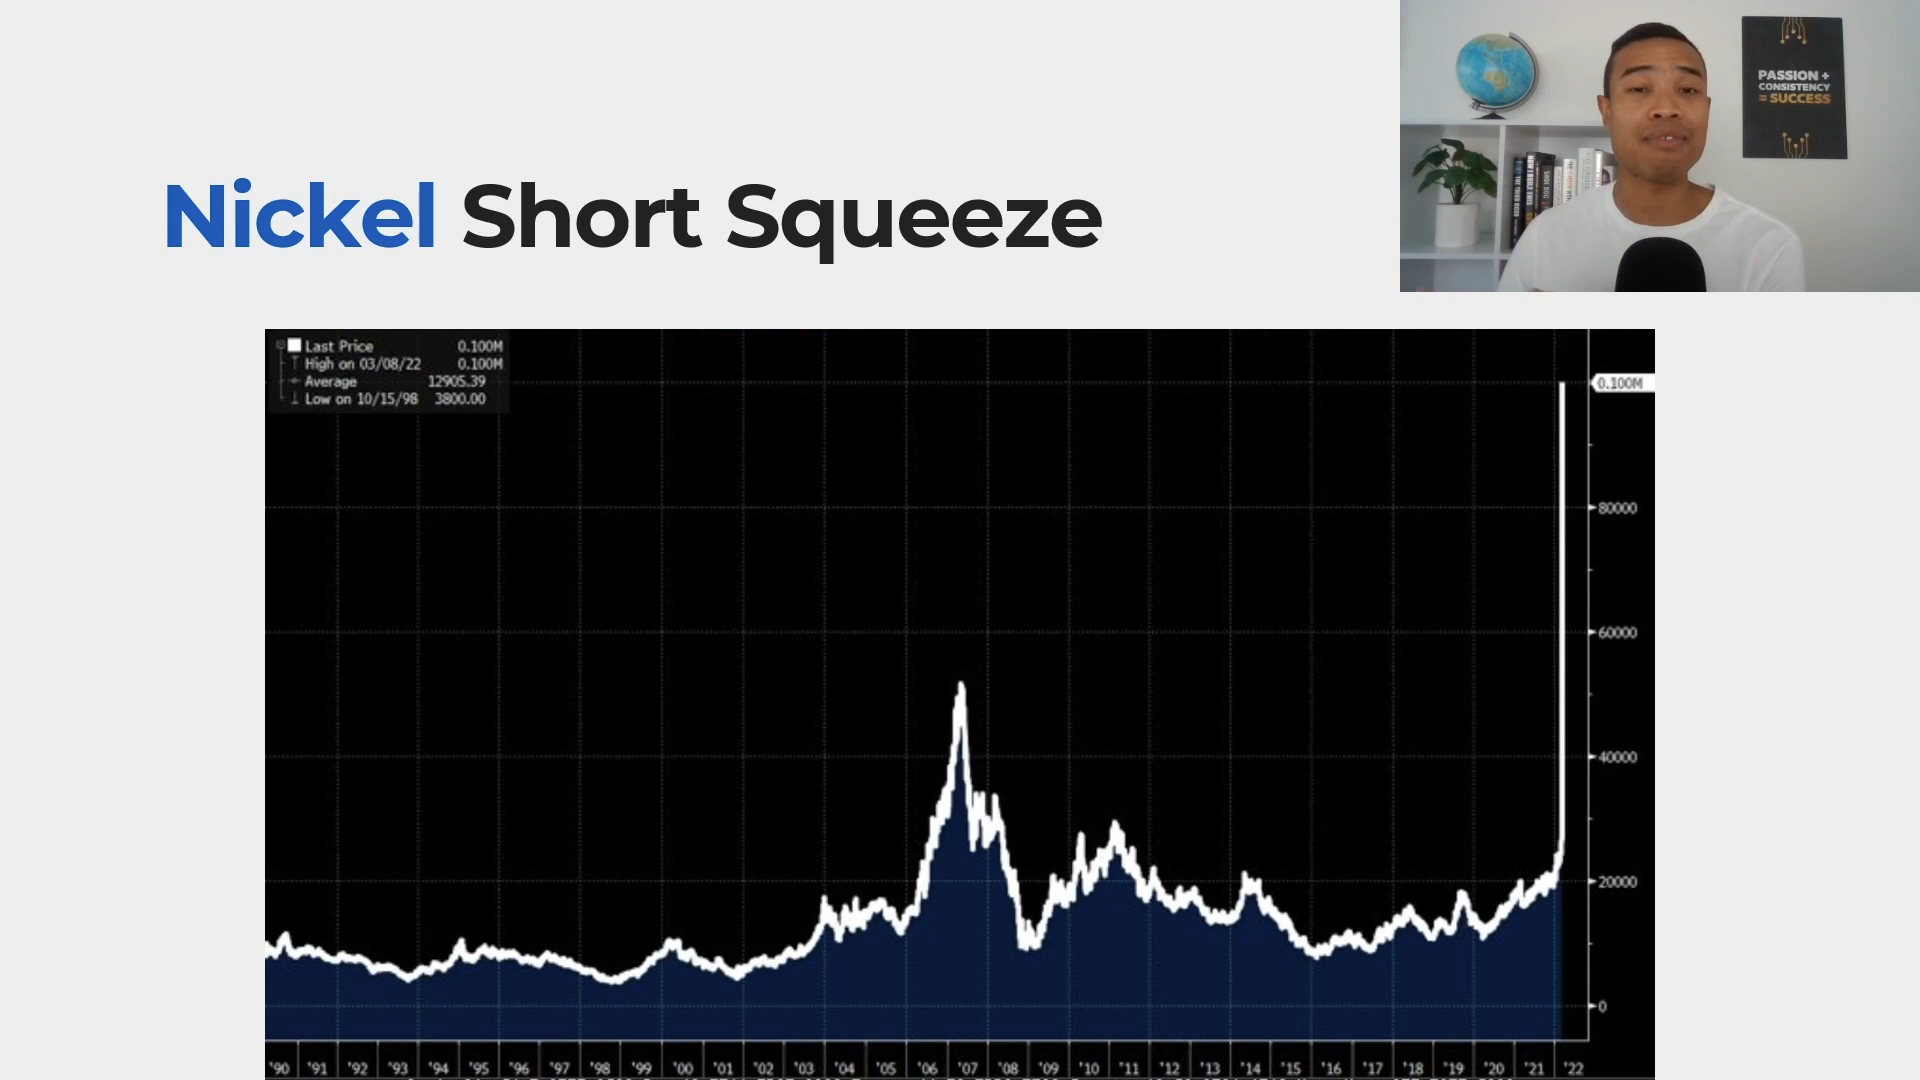 Nickel Short Squeeze
PASSION +
CONSISTENCY
= SUCCESS
Last Price 0.100M
High on 03/08/22 0.100M
Average 12905.39
Low on 10/15/98 3800.00
0.100M
80000
60000
40000
20000
0
'90 '91 '92 '93 '94 '95 '96 '97 '98 '99 '00 '01 '02 '03 '04 '05 '06 '07 '08 '09 '10 '11 '12 '13 '14 '15 '16 '17 '18 '19 '20 '21 '22